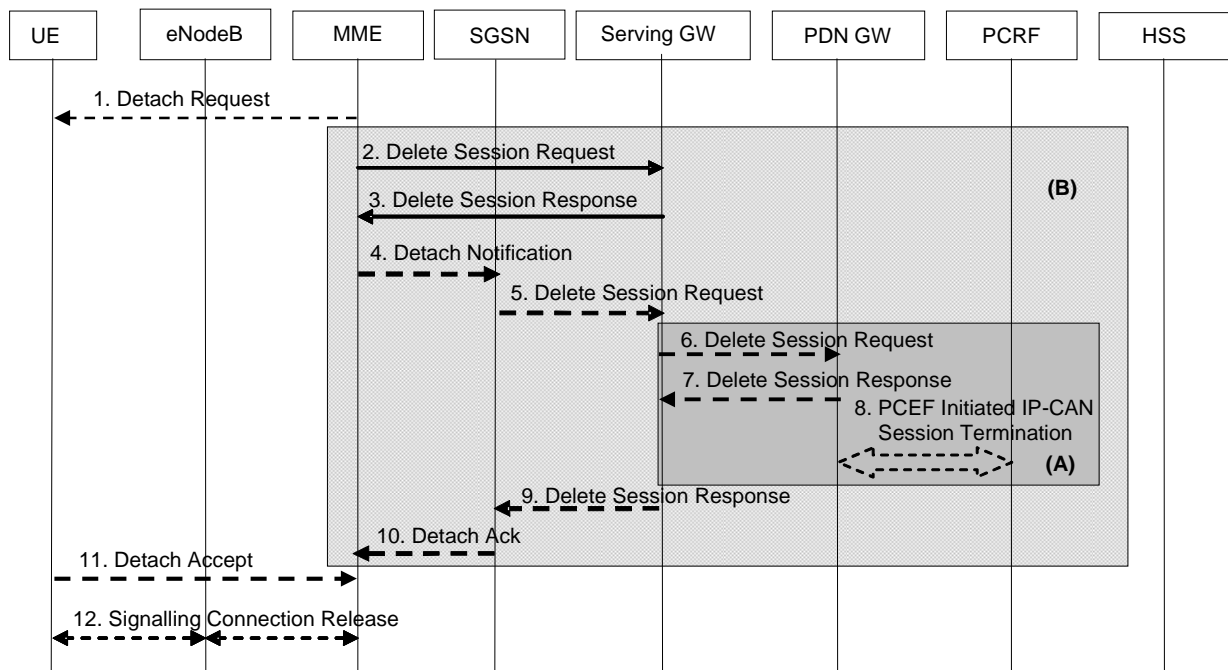 UE
eNodeB
MME
SGSN
Serving GW
PDN GW
PCRF
HSS
1. Detach Request
2. Delete Session Request
(B)
3. Delete Session Response
4. Detach Notification
5. Delete Session Request
6. Delete Session Request
7. Delete Session Response
8. PCEF Initiated IP-CAN
Session Termination
(A)
9. Delete Session Response
10. Detach Ack
11. Detach Accept
12. Signalling Connection Release